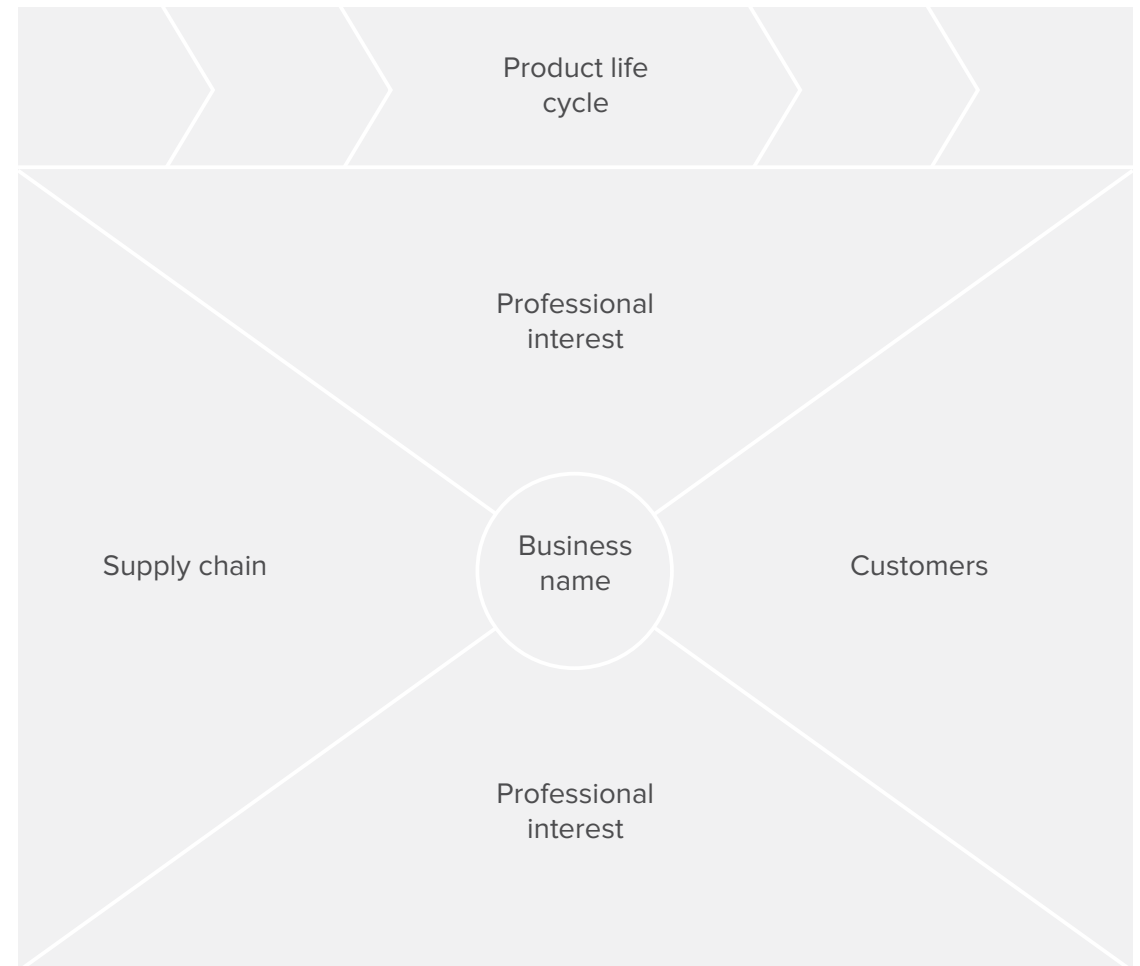 Product life
cycle
Professional
interest
Supply chain
Business
name
Customers
Professional
interest